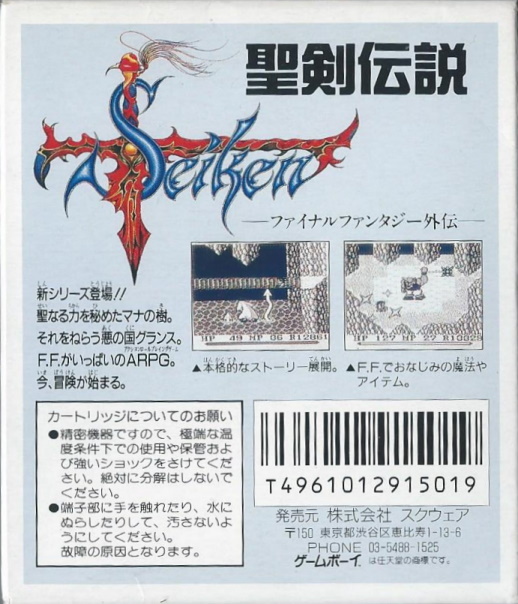 聖剣伝説
Seiken
―ファイナルファンタジー外伝―
新シリーズ登場!!
聖なる力を秘めたマナの樹。
それをねらう悪の国グランス。
F.F.がいっぱいのARPG。
今、冒険が始まる。
HP 49 MP 06
HP 127 MP 27
▲本格的なストーリー展開。
▲F.F.でおなじみの魔法や
アイテム。
カートリッジについてのお願い
●精密機器ですので、極端な温
度条件下での使用や保管およ
び強いショックをさけてくだ
さい。絶対に分解はしないで
ください。
●端子部に手を触れたり、水に
ぬらしたりして、汚さないよ
うにしてください。
故障の原因となります。
T4961012915019
発売元 株式会社 スクウェア
〒150 東京都渋谷区恵比寿1-13-6
PHONE 03-5488-1525
ゲームボーイ は任天堂の商標です。